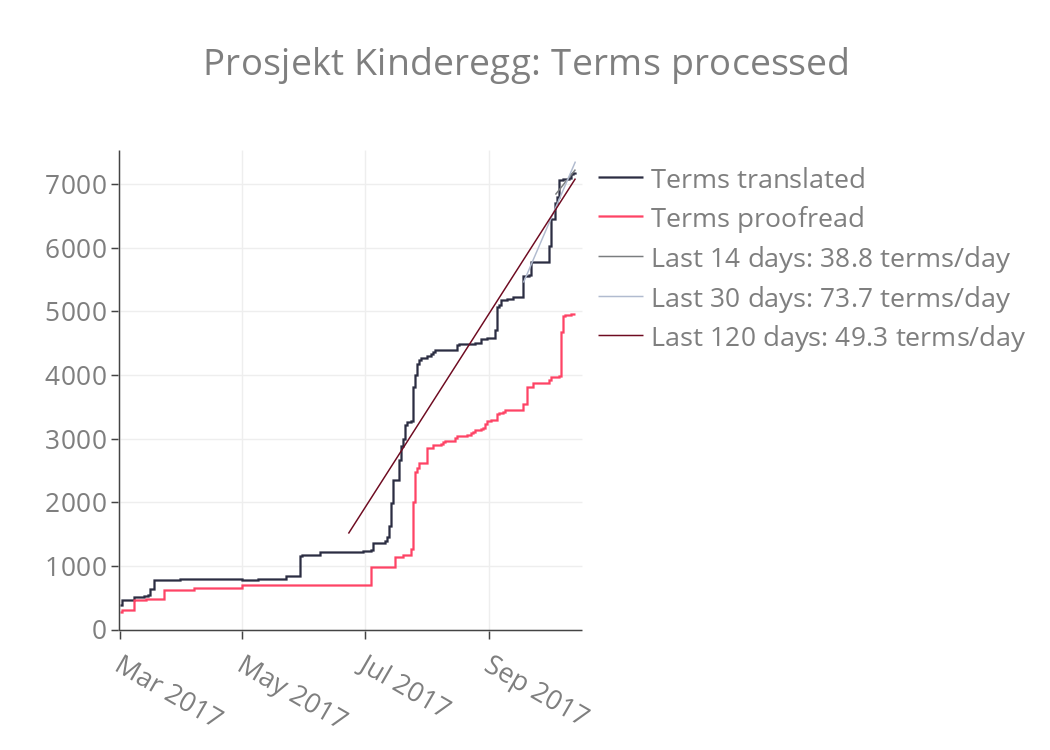 Prosjekt Kinderegg: Terms processed
7000
6000
5000
4000
3000
2000
1000
0
Mar 2017
May 2017
Jul 2017
Sep 2017
Terms translated
Terms proofread
Last 14 days: 38.8 terms/day
Last 30 days: 73.7 terms/day
Last 120 days: 49.3 terms/day